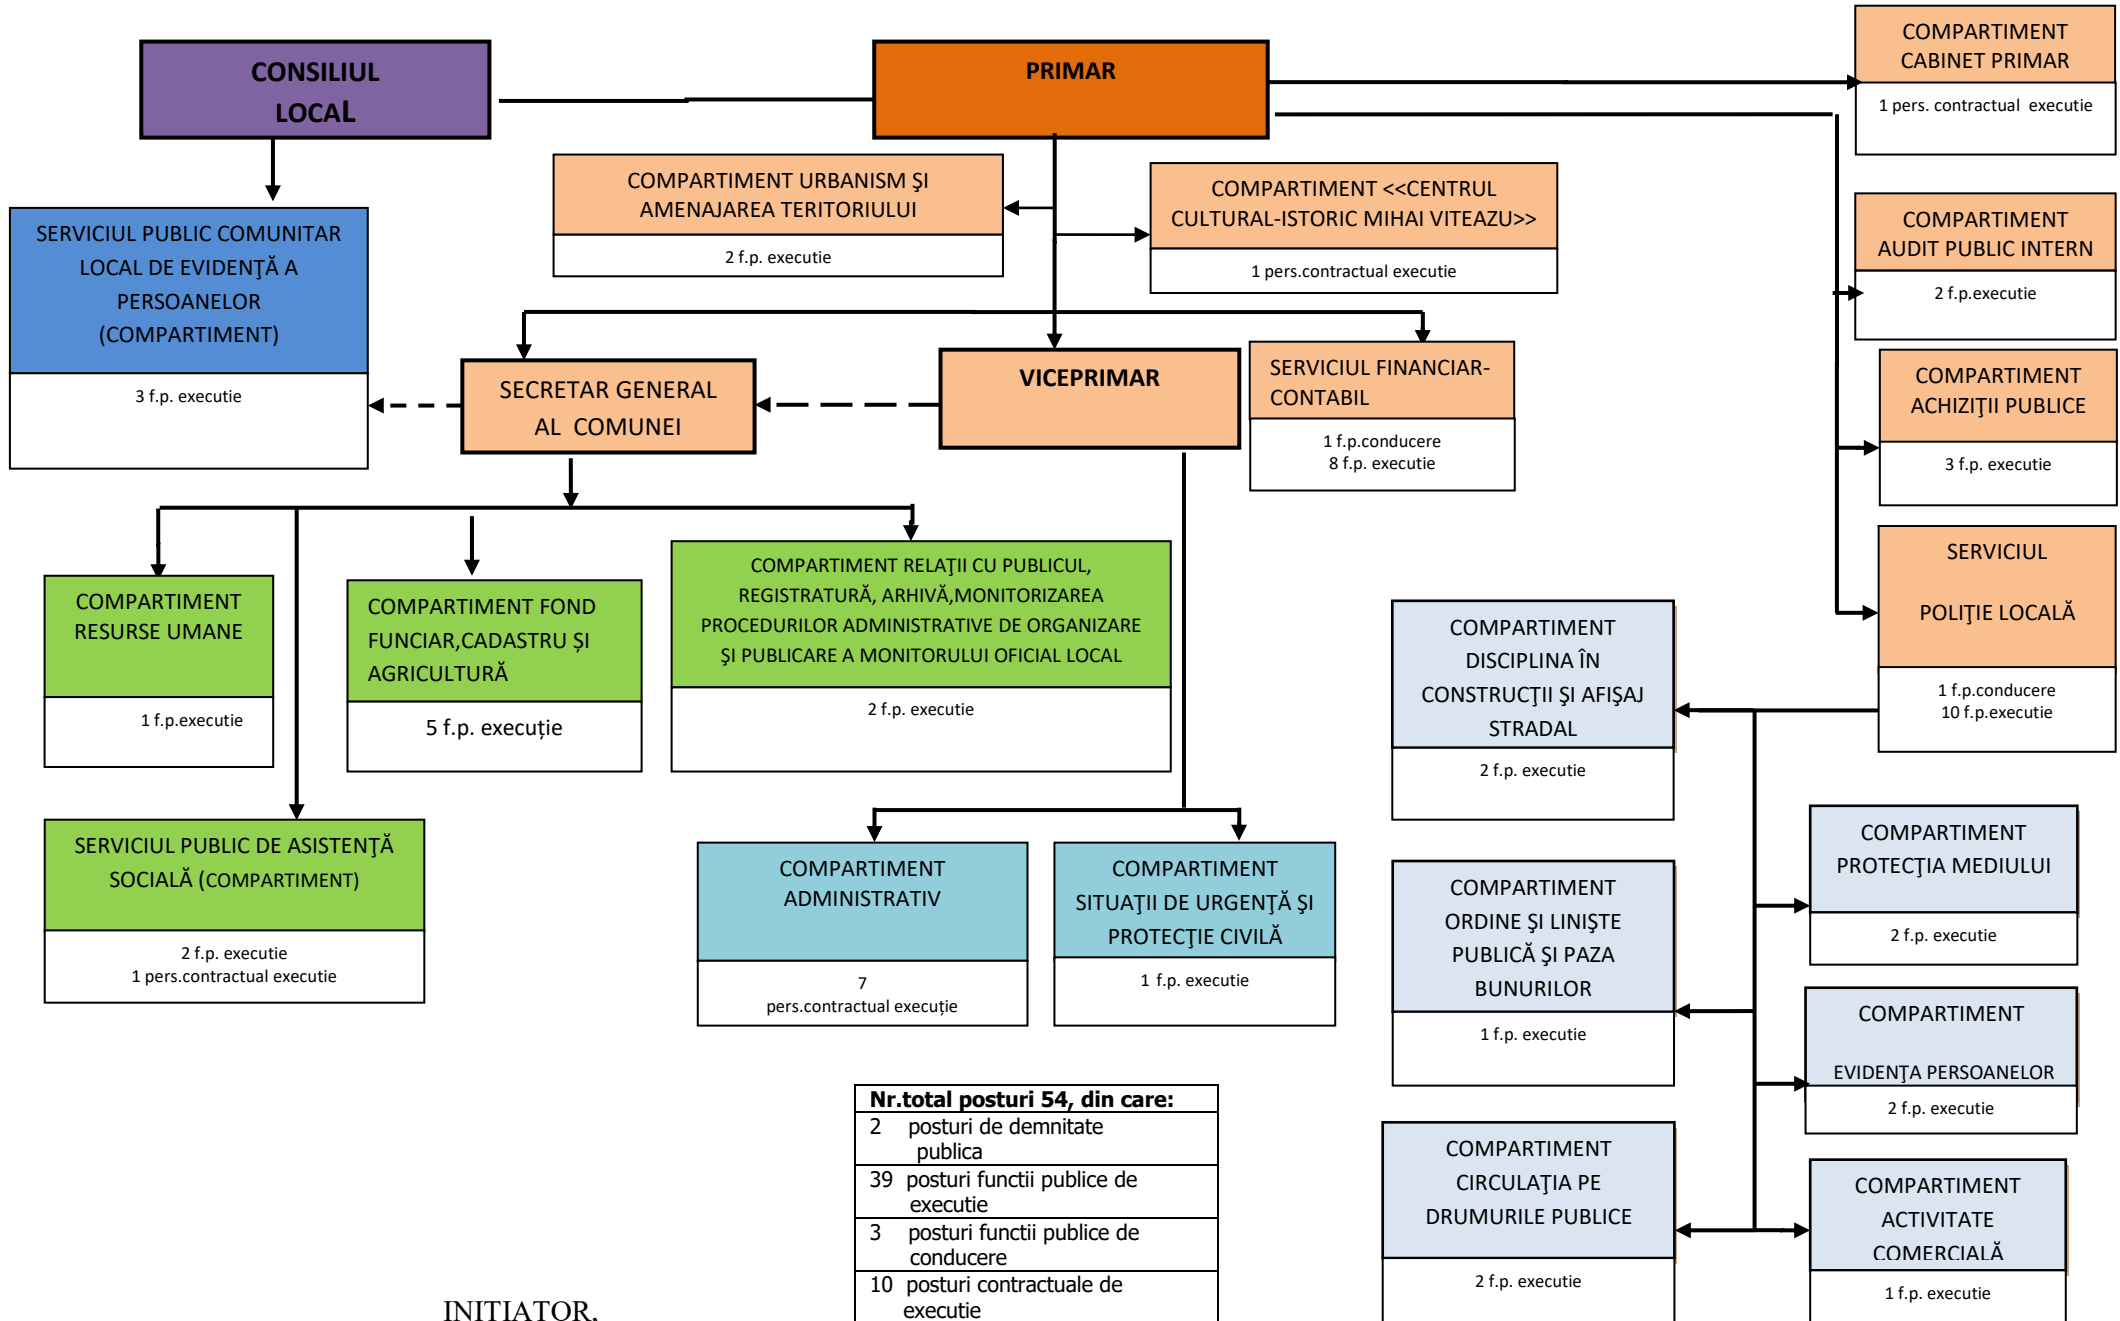 CONSILIUL
LOCAL
PRIMAR
COMPARTIMENT
CABINET PRIMAR
1 pers. contractual executie
COMPARTIMENT URBANISM ŞI
AMENAJAREA TERITORIULUI
2 f.p. executie
COMPARTIMENT <<CENTRUL
CULTURAL-ISTORIC MIHAI VITEAZU>>
1 pers.contractual executie
COMPARTIMENT
AUDIT PUBLIC INTERN
2 f.p.executie
SERVICIUL PUBLIC COMUNITAR
LOCAL DE EVIDENŢĂ A
PERSOANELOR
(COMPARTIMENT)
3 f.p. executie
SECRETAR GENERAL
AL COMUNEI
VICEPRIMAR
SERVICIUL FINANCIAR-
CONTABIL
1 f.p.conducere
8 f.p. executie
COMPARTIMENT
ACHIZIŢII PUBLICE
3 f.p. executie
SERVICIUL
POLIŢIE LOCALĂ
1 f.p.conducere
10 f.p.executie
COMPARTIMENT
RESURSE UMANE
1 f.p.executie
COMPARTIMENT FOND
FUNCIAR,CADASTRU ȘI
AGRICULTURĂ
5 f.p. execuție
COMPARTIMENT RELAŢII CU PUBLICUL,
REGISTRATURĂ, ARHIVĂ,MONITORIZAREA
PROCEDURILOR ADMINISTRATIVE DE ORGANIZARE
ŞI PUBLICARE A MONITORULUI OFICIAL LOCAL
2 f.p. executie
COMPARTIMENT
DISCIPLINA ÎN
CONSTRUCŢII ŞI AFIŞAJ
STRADAL
2 f.p. executie
SERVICIUL PUBLIC DE ASISTENŢĂ
SOCIALĂ (COMPARTIMENT)
2 f.p. executie
1 pers.contractual executie
COMPARTIMENT
ADMINISTRATIV
7
pers.contractual execuție
COMPARTIMENT
SITUAŢII DE URGENŢĂ ŞI
PROTECŢIE CIVILĂ
1 f.p. executie
COMPARTIMENT
PROTECŢIA MEDIULUI
2 f.p. executie
COMPARTIMENT
ORDINE ŞI LINIŞTE
PUBLICĂ ŞI PAZA
BUNURILOR
1 f.p. executie
COMPARTIMENT
EVIDENŢA PERSOANELOR
2 f.p. executie
COMPARTIMENT
CIRCULAŢIA PE
DRUMURILE PUBLICE
2 f.p. executie
COMPARTIMENT
ACTIVITATE
COMERCIALĂ
1 f.p. executie
Nr.total posturi 54, din care:
2 posturi de demnitate
publica
39 posturi functii publice de
executie
3 posturi functii publice de
conducere
10 posturi contractuale de
executie
INITIATOR,